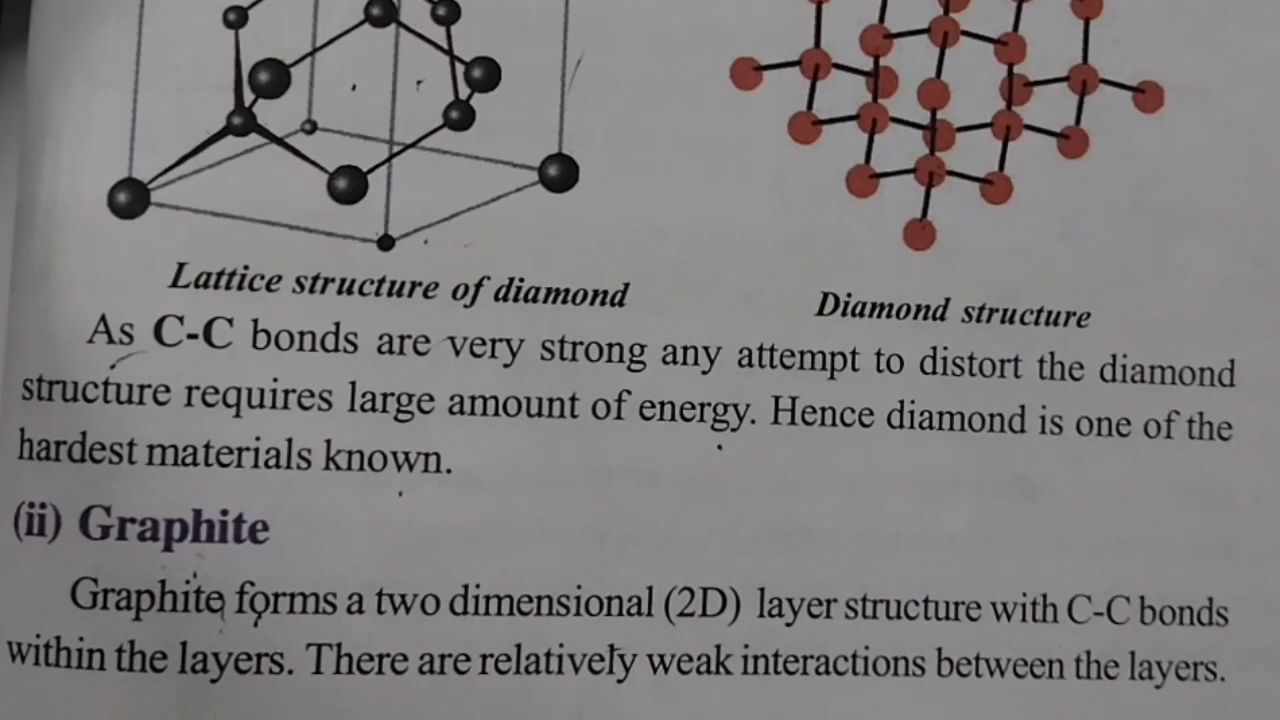 Lattice structure of diamond
Diamond structure
As C-C bonds are very strong any attempt to distort the diamond
structure requires large amount of energy. Hence diamond is one of the
hardest materials known.
(ii) Graphite
Graphite forms a two dimensional (2D) layer structure with C-C bonds
within the layers. There are relatively weak interactions between the layers.